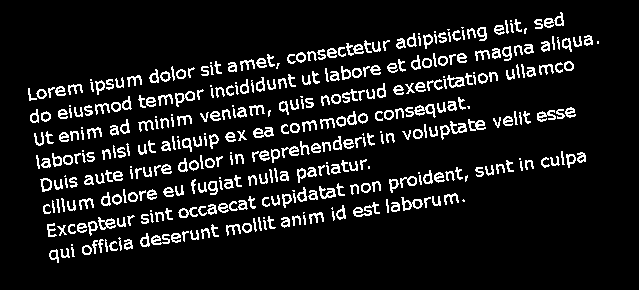 Lorem ipsum dolor sit amet, consectetur adipisicing elit, sed
do eiusmod tempor incididunt ut labore et dolore magna aliqua.
Ut enim ad minim veniam, quis nostrud exercitation ullamco
laboris nisi ut aliquip ex ea commodo consequat.
Duis aute irure dolor in reprehenderit in voluptate velit esse
cillum dolore eu fugiat nulla pariatur.
Excepteur sint occaecat cupidatat non proident, sunt in culpa
qui officia deserunt mollit anim id est laborum.